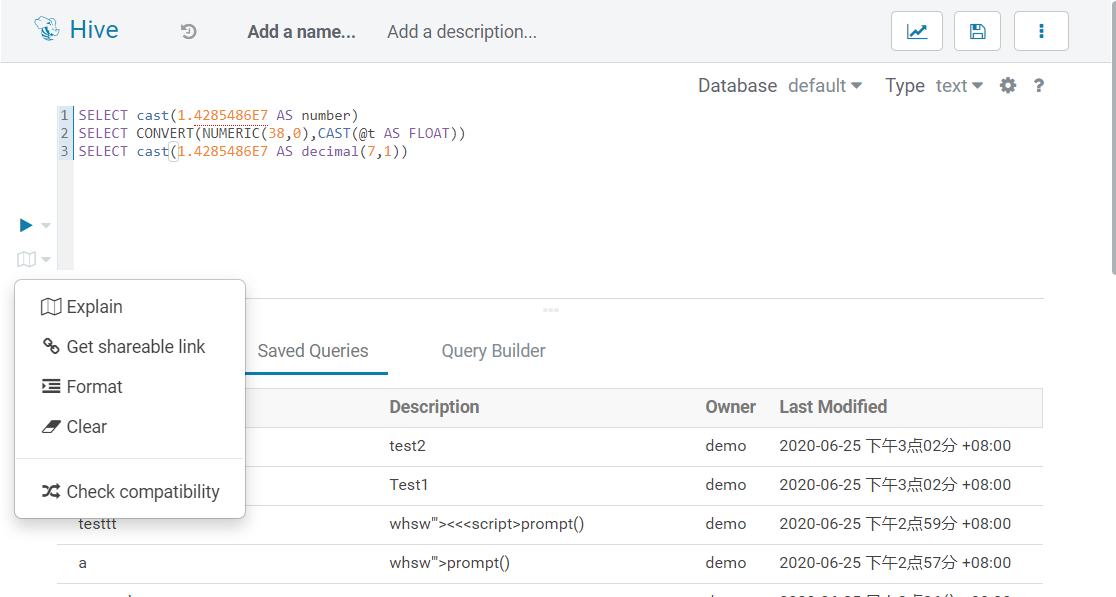 Hive
Add a name...
Add a description...
Database default
Type text
?
1 SELECT cast(1.4285486E7 AS number)
2 SELECT CONVERT(NUMERIC(38,0),CAST(@t AS FLOAT))
3 SELECT cast(1.4285486E7 AS decimal(7,1))
Explain
Get shareable link
Format
Clear
Check compatibility
Saved Queries
Query Builder
Description Owner Last Modified
test2 demo 2020-06-25 下午3点02分 +08:00
Test1 demo 2020-06-25 下午3点02分 +08:00
testtt whsw'"><<<script>prompt() demo 2020-06-25 下午2点59分 +08:00
a whsw'">prompt() demo 2020-06-25 下午2点57分 +08:00